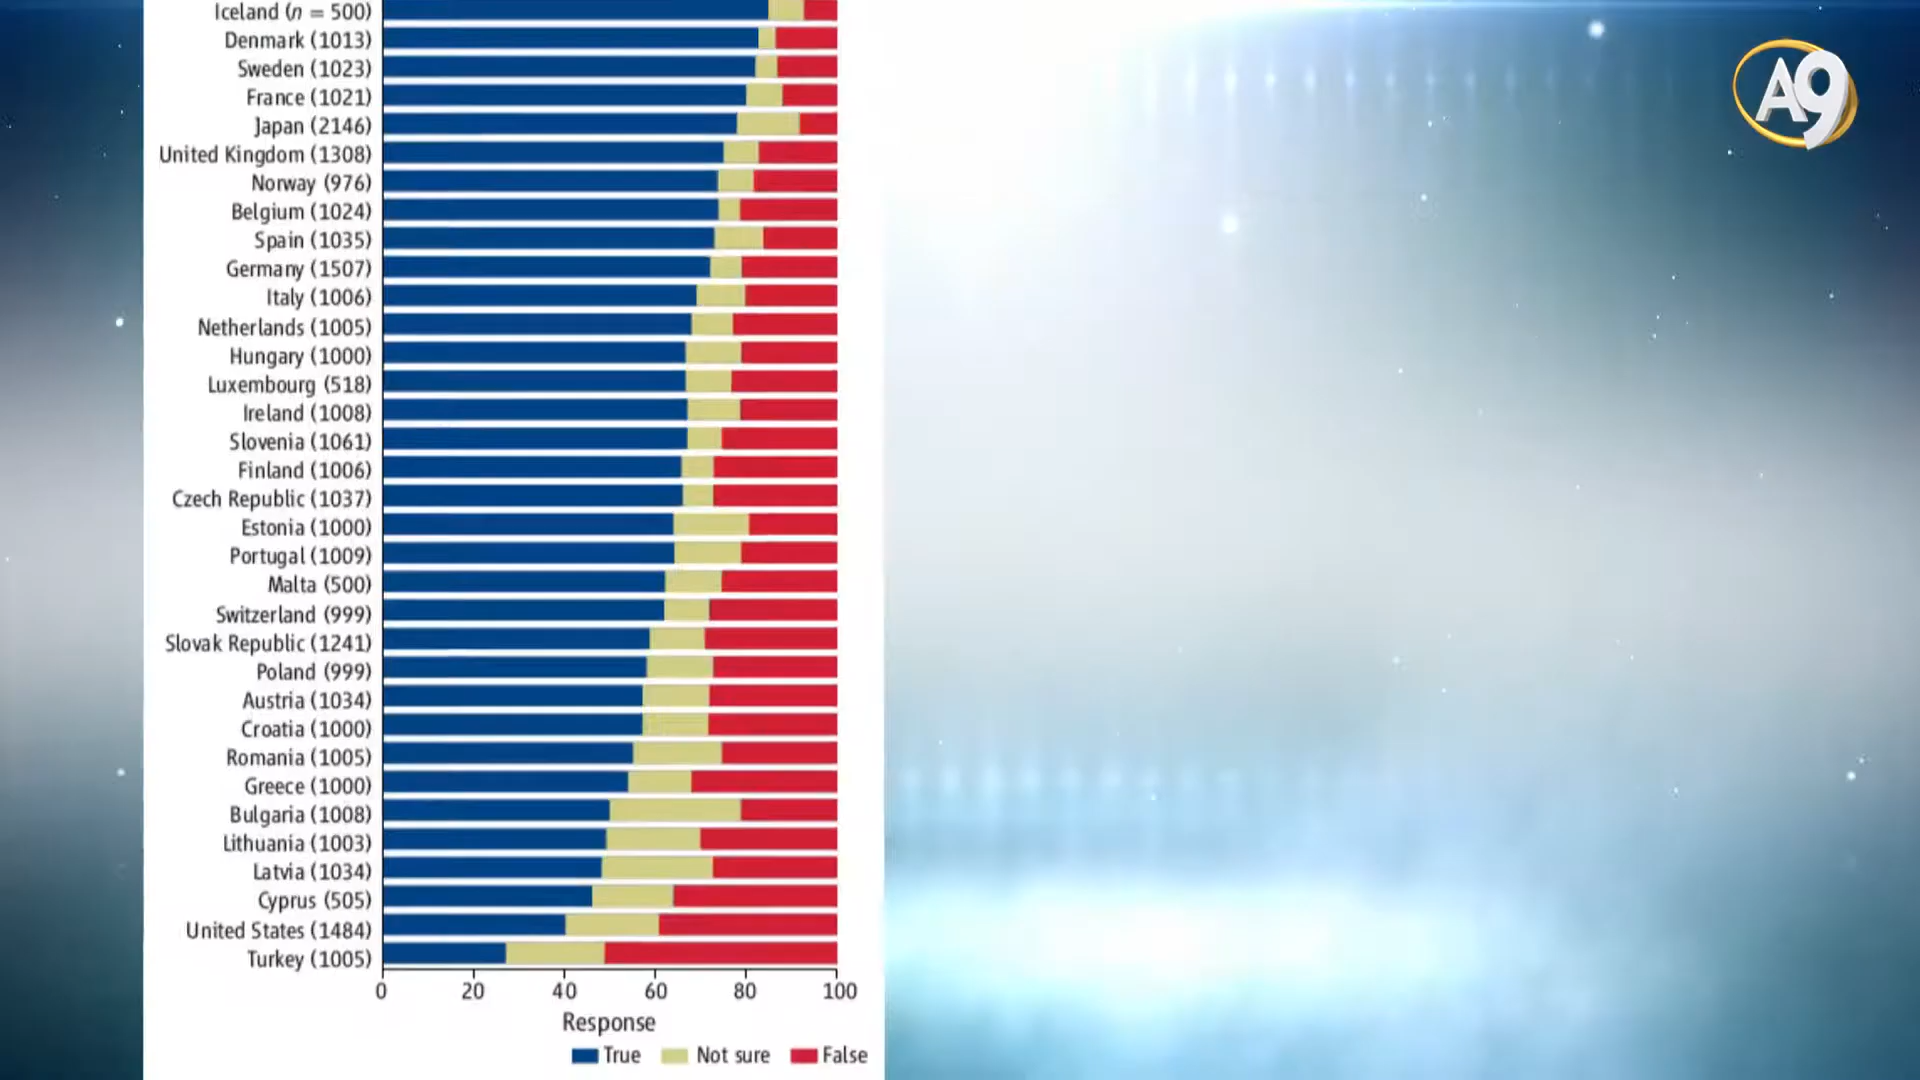 Iceland (n = 500)
Denmark (1013)
Sweden (1023)
France (1021)
Japan (2146)
United Kingdom (1308)
Norway (976)
Belgium (1024)
Spain (1035)
Germany (1507)
Italy (1006)
Netherlands (1005)
Hungary (1000)
Luxembourg (518)
Ireland (1008)
Slovenia (1061)
Finland (1006)
Czech Republic (1037)
Estonia (1000)
Portugal (1009)
Malta (500)
Switzerland (999)
Slovak Republic (1241)
Poland (999)
Austria (1034)
Croatia (1000)
Romania (1005)
Greece (1000)
Bulgaria (1008)
Lithuania (1003)
Latvia (1034)
Cyprus (505)
United States (1484)
Turkey (1005)
0 20 40 60 80 100
Response
True Not sure False
A9